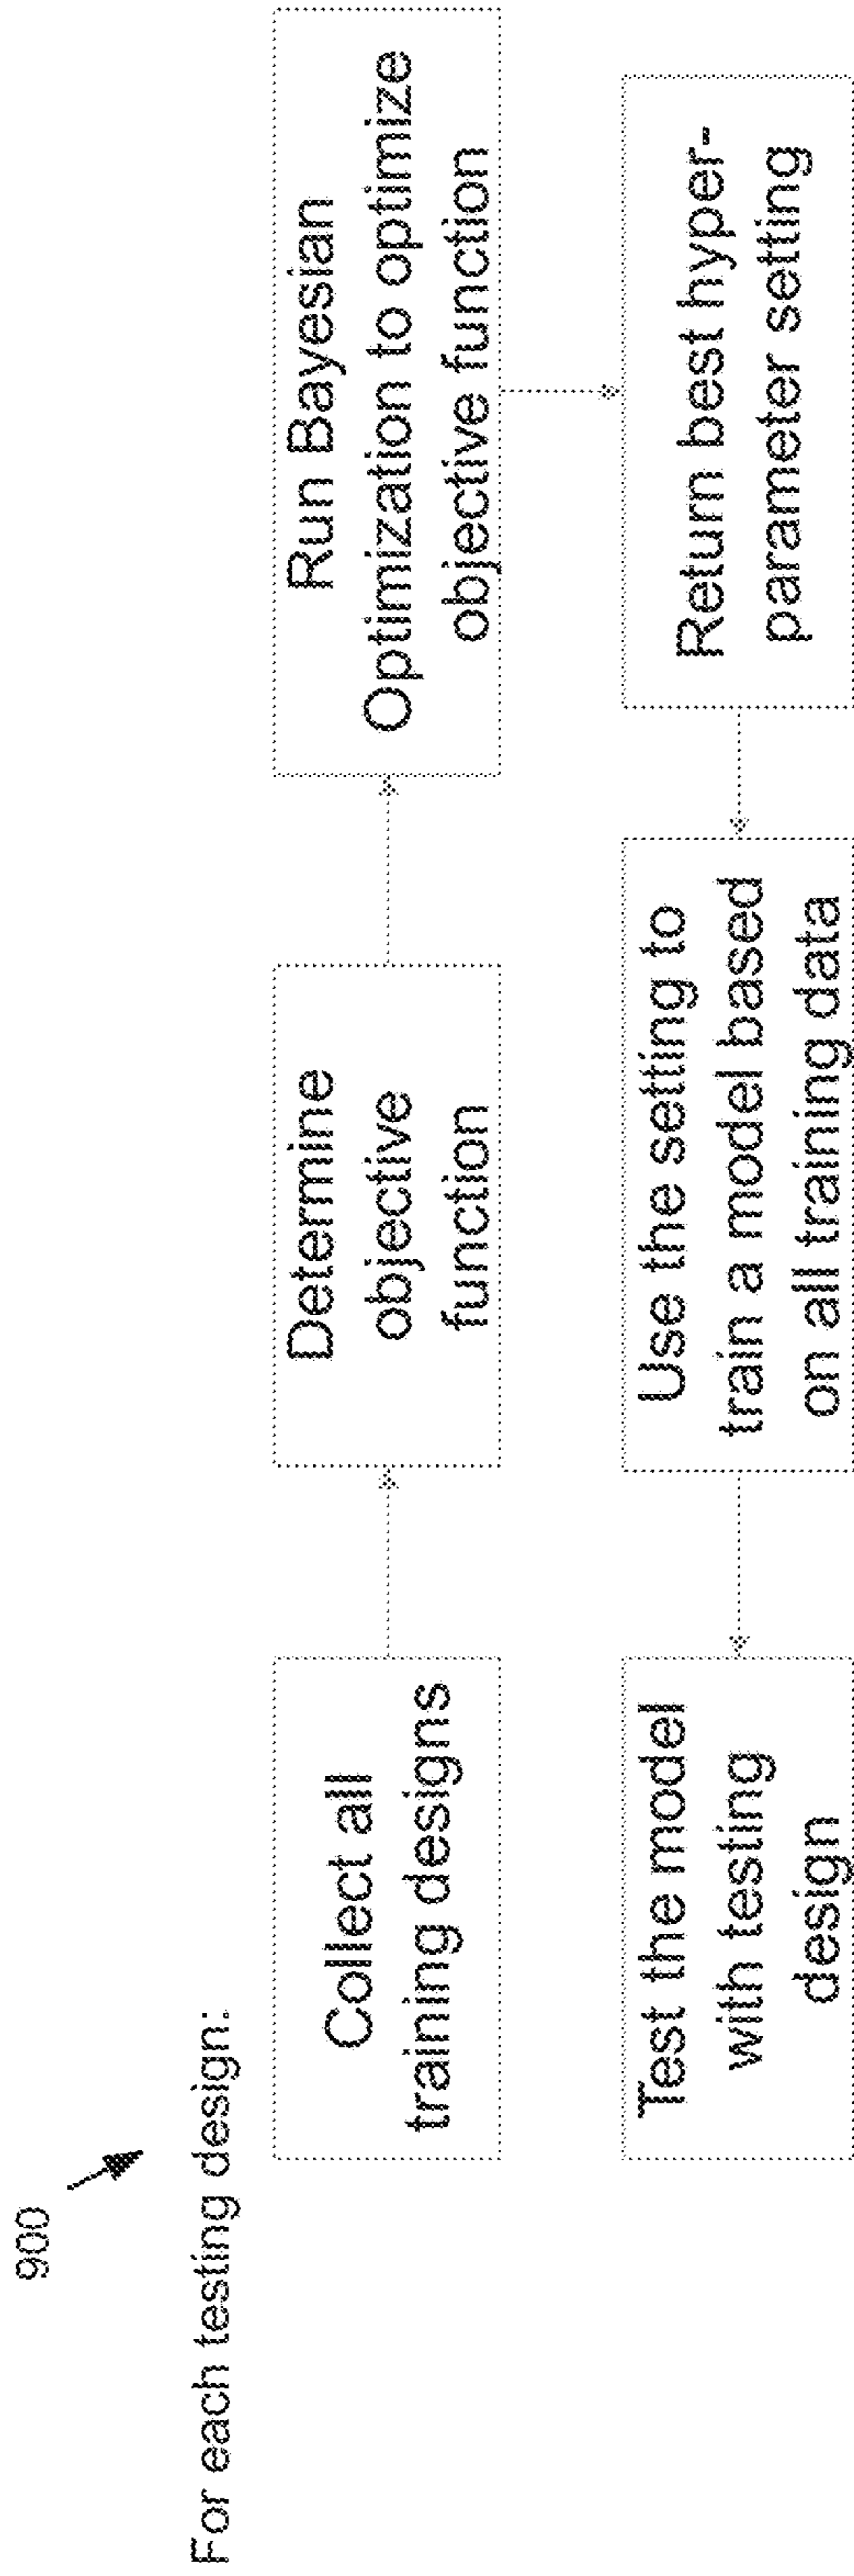 900
For each testing design:
Collect all
training designs
Determine
objective
function
Run Bayesian
Optimization to optimize
objective function
Return best hyper-
parameter setting
Use the setting to
train a model based
on all training data
Test the model
with testing
design